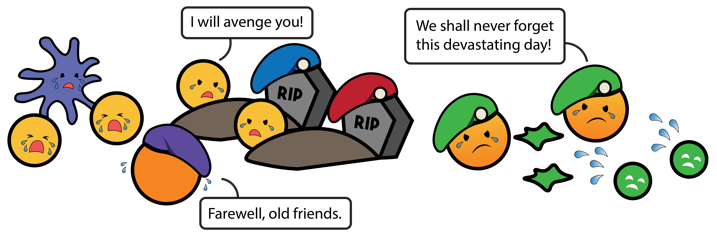 I will avenge you!
We shall never forget
this devastating day!
RIP
RIP
Farewell, old friends.